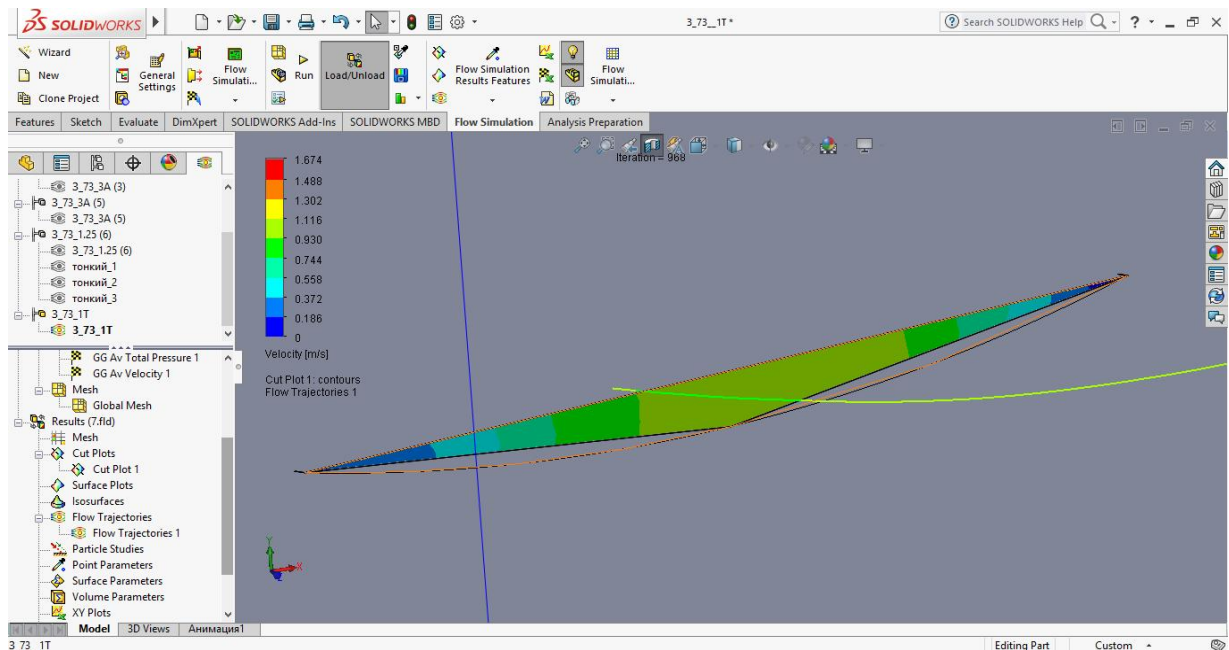 SOLIDWORKS
3_73__1T *
Search SOLIDWORKS Help
Wizard
New
Clone Project
General Settings
Flow Simulati...
Run
Load/Unload
Flow Simulation Results Features
Flow Simulati...
Features Sketch Evaluate DimXpert SOLIDWORKS Add-Ins SOLIDWORKS MBD Flow Simulation Analysis Preparation
Iteration = 968
3_73_3A (3)
3_73_3A (5)
3_73_3A (5)
3_73_1.25 (6)
3_73_1.25 (6)
тонкий_1
тонкий_2
тонкий_3
3_73_1T
3_73_1T
GG Av Total Pressure 1
GG Av Velocity 1
Mesh
Global Mesh
Results (7.fld)
Mesh
Cut Plots
Cut Plot 1
Surface Plots
Isosurfaces
Flow Trajectories
Flow Trajectories 1
Particle Studies
Point Parameters
Surface Parameters
Volume Parameters
XY Plots
1.674
1.488
1.302
1.116
0.930
0.744
0.558
0.372
0.186
0
Velocity [m/s]
Cut Plot 1: contours
Flow Trajectories 1
Y
X
Z
Model 3D Views Анимация1
3_73__1T
Editing Part Custom